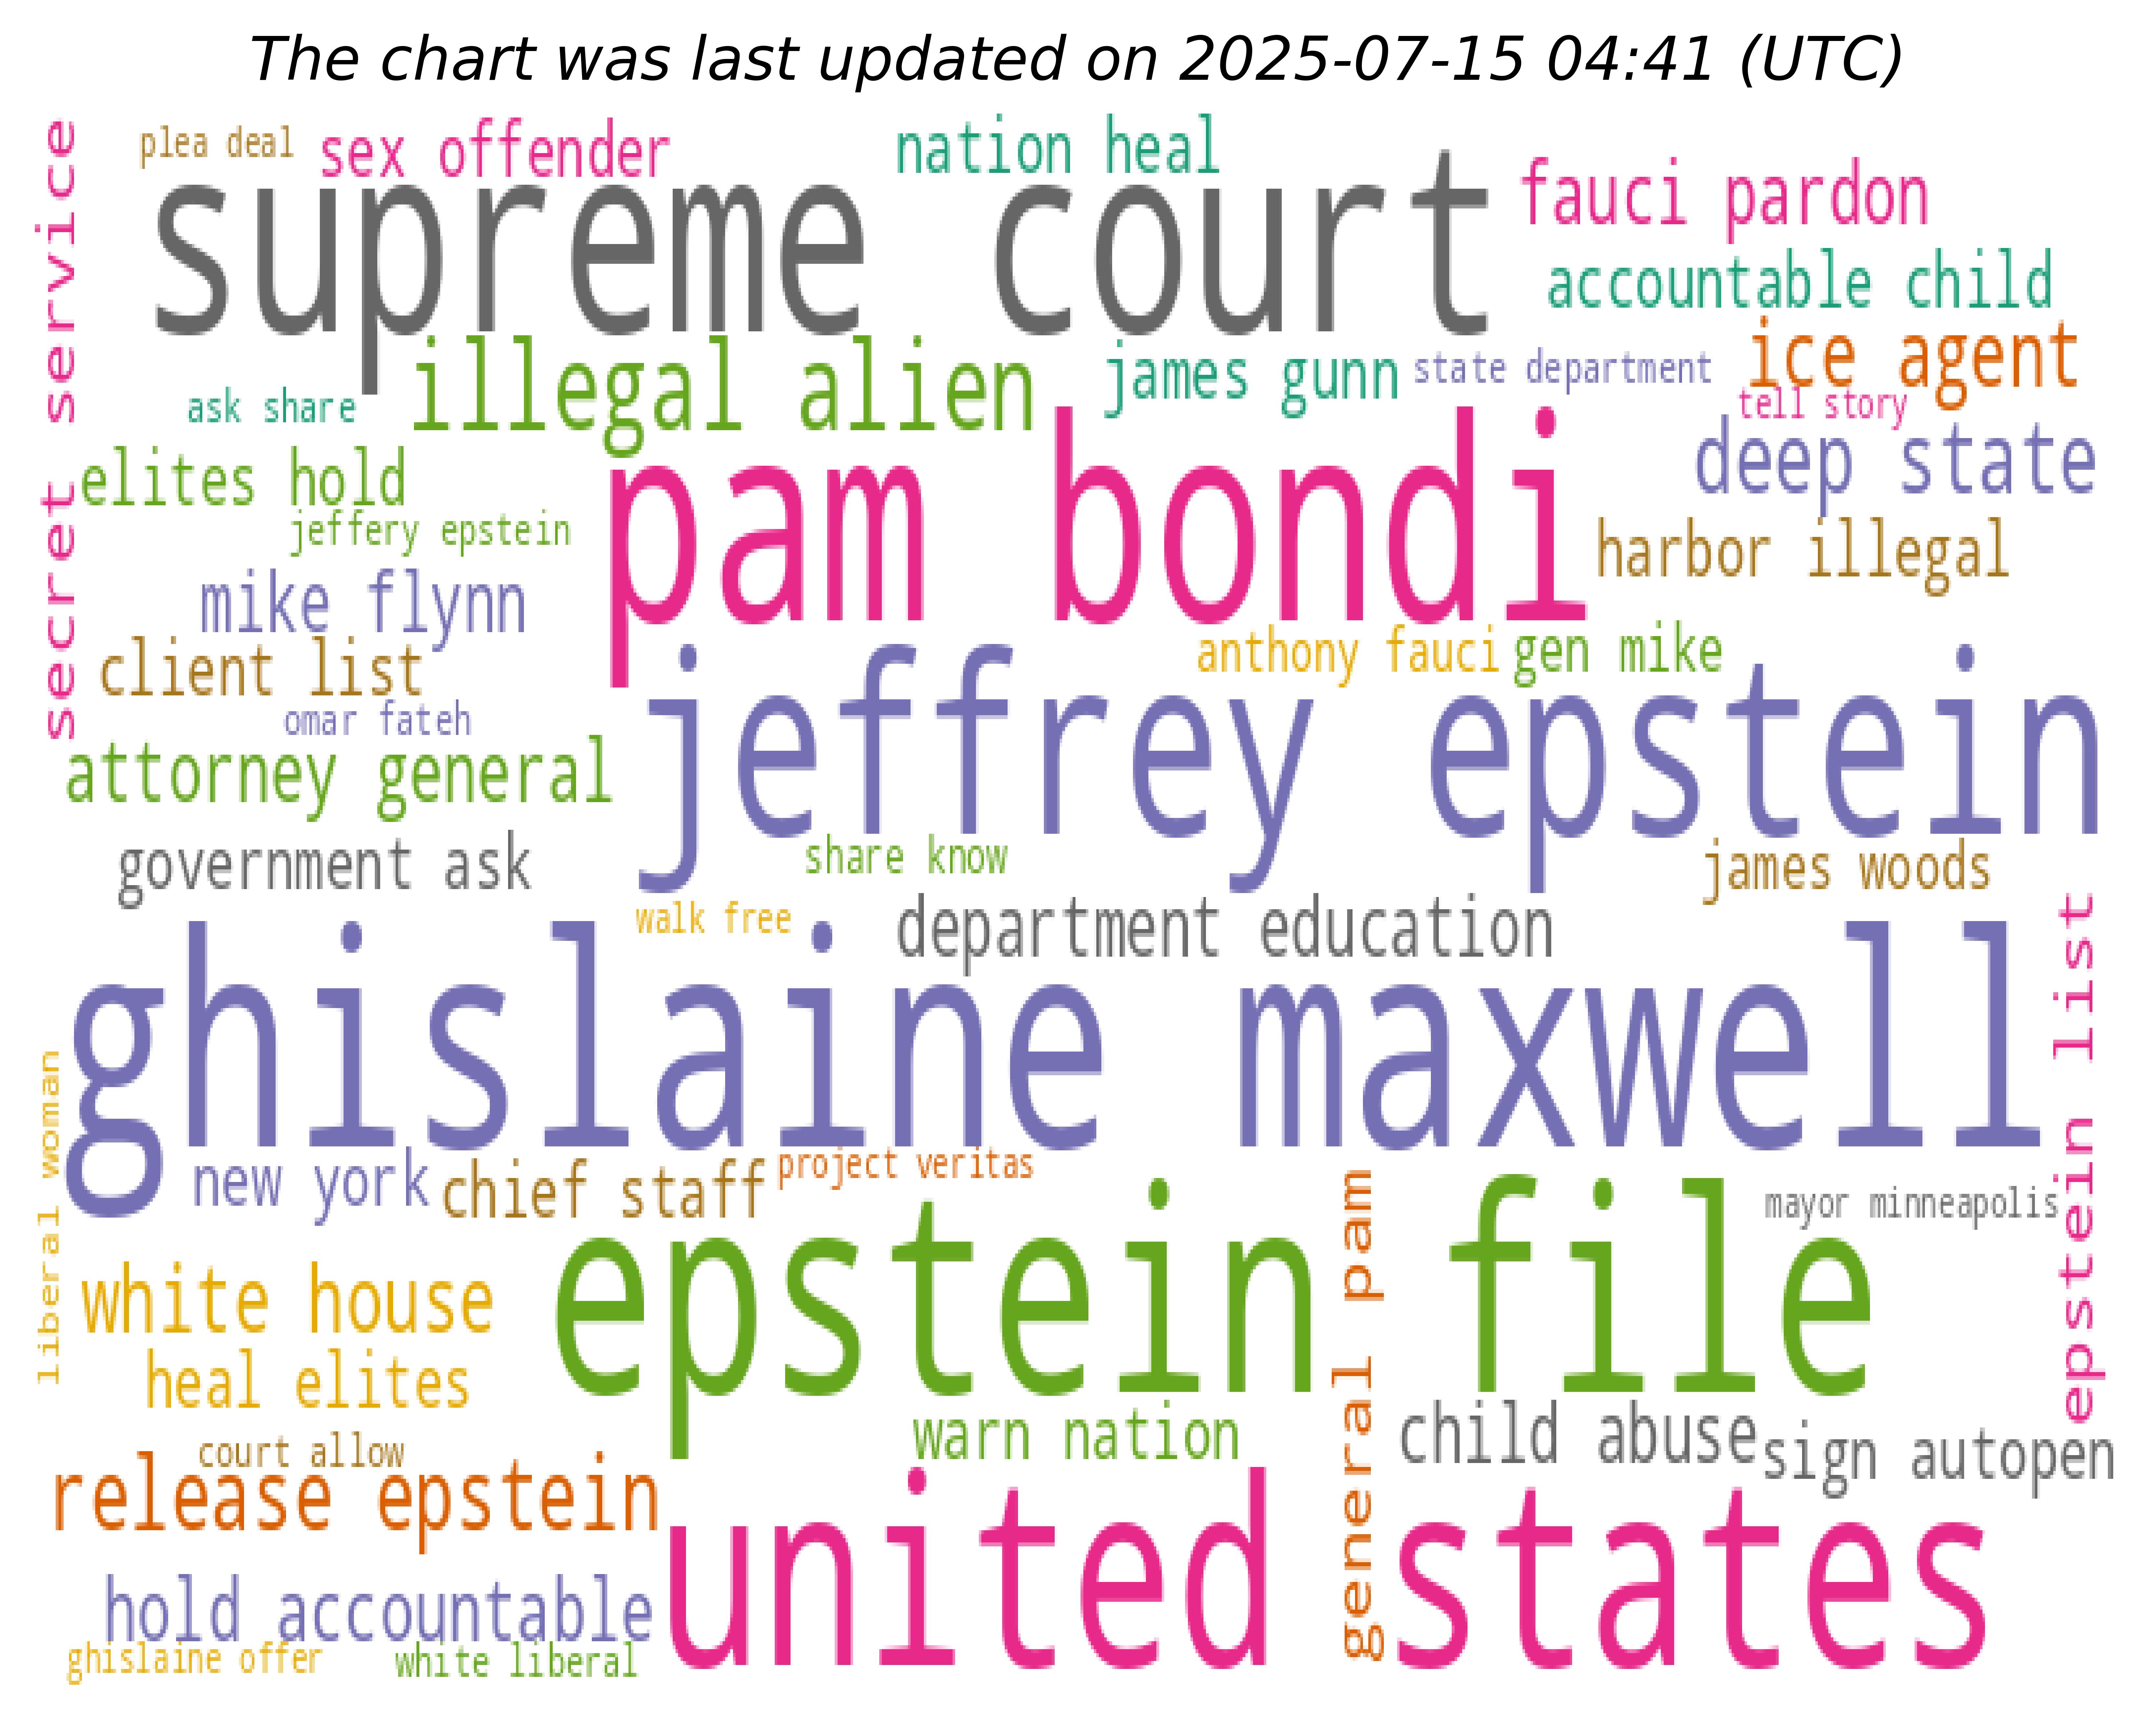 The chart was last updated on 2025-07-15 04:41 (UTC)
plea deal
sex offender
nation heal
supreme court
fauci pardon
accountable child
secret service
illegal alien
james gunn
state department
ice agent
tell story
ask share
deep state
elites hold
pam bondi
jeffery epstein
harbor illegal
mike flynn
client list
anthony fauci
gen mike
omar fateh
jeffrey epstein
attorney general
government ask
share know
james woods
walk free
department education
epstein list
ghislaine maxwell
liberal woman
new york
chief staff
project veritas
general pam
mayor minneapolis
epstein file
white house
heal elites
warn nation
child abuse
sign autopen
court allow
release epstein
united states
hold accountable
ghislaine offer
white liberal